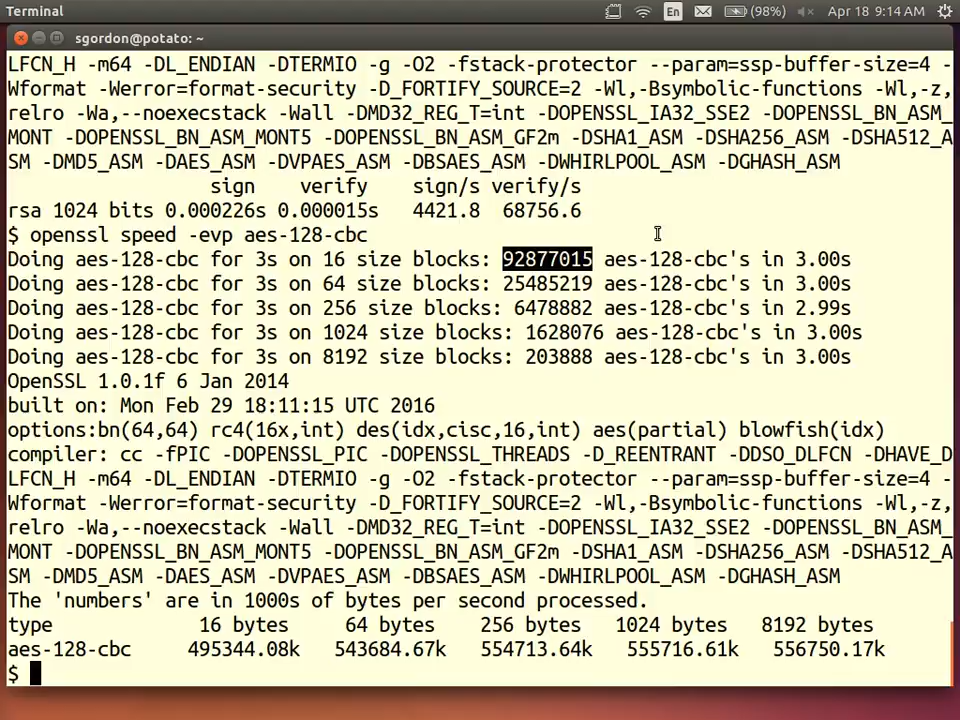 Terminal
En (98%) Apr 18 9:14 AM
sgordon@potato: ~
LFCN_H -m64 -DL_ENDIAN -DTERMIO -g -O2 -fstack-protector --param=ssp-buffer-size=4 -
Wformat -Werror=format-security -D_FORTIFY_SOURCE=2 -Wl,-Bsymbolic-functions -Wl,-z,
relro -Wa,--noexecstack -Wall -DMD32_REG_T=int -DOPENSSL_IA32_SSE2 -DOPENSSL_BN_ASM_
MONT -DOPENSSL_BN_ASM_MONT5 -DOPENSSL_BN_ASM_GF2m -DSHA1_ASM -DSHA256_ASM -DSHA512_A
SM -DMD5_ASM -DAES_ASM -DVPAES_ASM -DBSAES_ASM -DWHIRLPOOL_ASM -DGHASH_ASM
sign verify sign/s verify/s
rsa 1024 bits 0.000226s 0.000015s 4421.8 68756.6
$ openssl speed -evp aes-128-cbc
Doing aes-128-cbc for 3s on 16 size blocks: 92877015 aes-128-cbc's in 3.00s
Doing aes-128-cbc for 3s on 64 size blocks: 25485219 aes-128-cbc's in 3.00s
Doing aes-128-cbc for 3s on 256 size blocks: 6478882 aes-128-cbc's in 2.99s
Doing aes-128-cbc for 3s on 1024 size blocks: 1628076 aes-128-cbc's in 3.00s
Doing aes-128-cbc for 3s on 8192 size blocks: 203888 aes-128-cbc's in 3.00s
OpenSSL 1.0.1f 6 Jan 2014
built on: Mon Feb 29 18:11:15 UTC 2016
options:bn(64,64) rc4(16x,int) des(idx,cisc,16,int) aes(partial) blowfish(idx)
compiler: cc -fPIC -DOPENSSL_PIC -DOPENSSL_THREADS -D_REENTRANT -DDSO_DLFCN -DHAVE_D
LFCN_H -m64 -DL_ENDIAN -DTERMIO -g -O2 -fstack-protector --param=ssp-buffer-size=4 -
Wformat -Werror=format-security -D_FORTIFY_SOURCE=2 -Wl,-Bsymbolic-functions -Wl,-z,
relro -Wa,--noexecstack -Wall -DMD32_REG_T=int -DOPENSSL_IA32_SSE2 -DOPENSSL_BN_ASM_
MONT -DOPENSSL_BN_ASM_MONT5 -DOPENSSL_BN_ASM_GF2m -DSHA1_ASM -DSHA256_ASM -DSHA512_A
SM -DMD5_ASM -DAES_ASM -DVPAES_ASM -DBSAES_ASM -DWHIRLPOOL_ASM -DGHASH_ASM
The 'numbers' are in 1000s of bytes per second processed.
type 16 bytes 64 bytes 256 bytes 1024 bytes 8192 bytes
aes-128-cbc 495344.08k 543684.67k 554713.64k 555716.61k 556750.17k
$